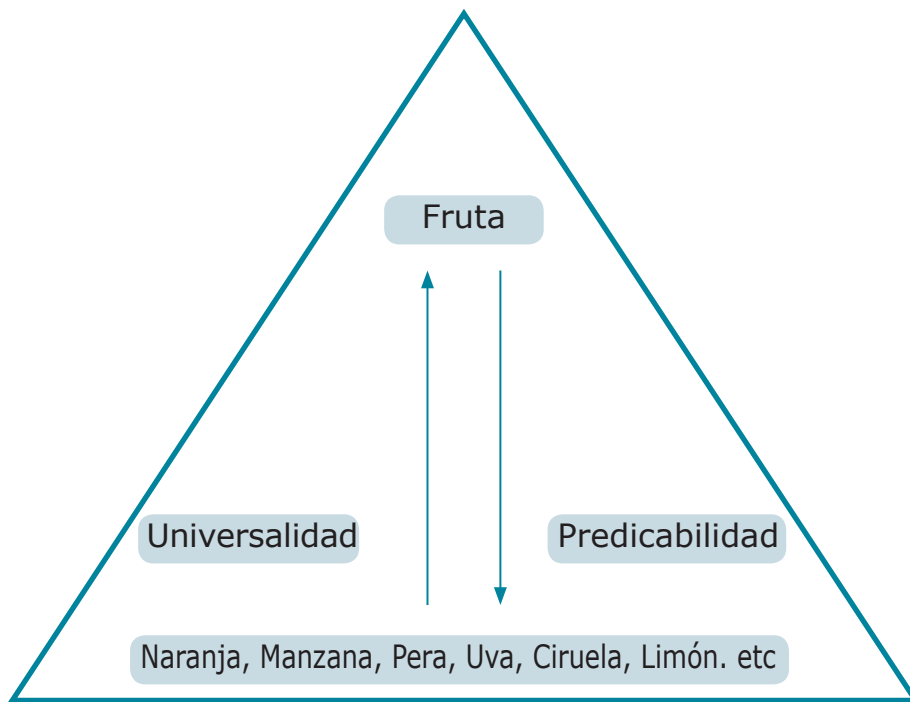 Fruta
Universalidad
Predicabilidad
Naranja, Manzana, Pera, Uva, Ciruela, Limón. etc